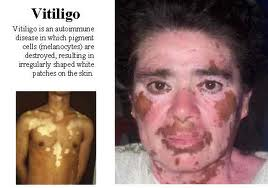 Vitiligo
Vitiligo is an autoimmune
disease in which pigment
cells (melanocytes) are
destroyed, resulting in
irregularly shaped white
patches on the skin.